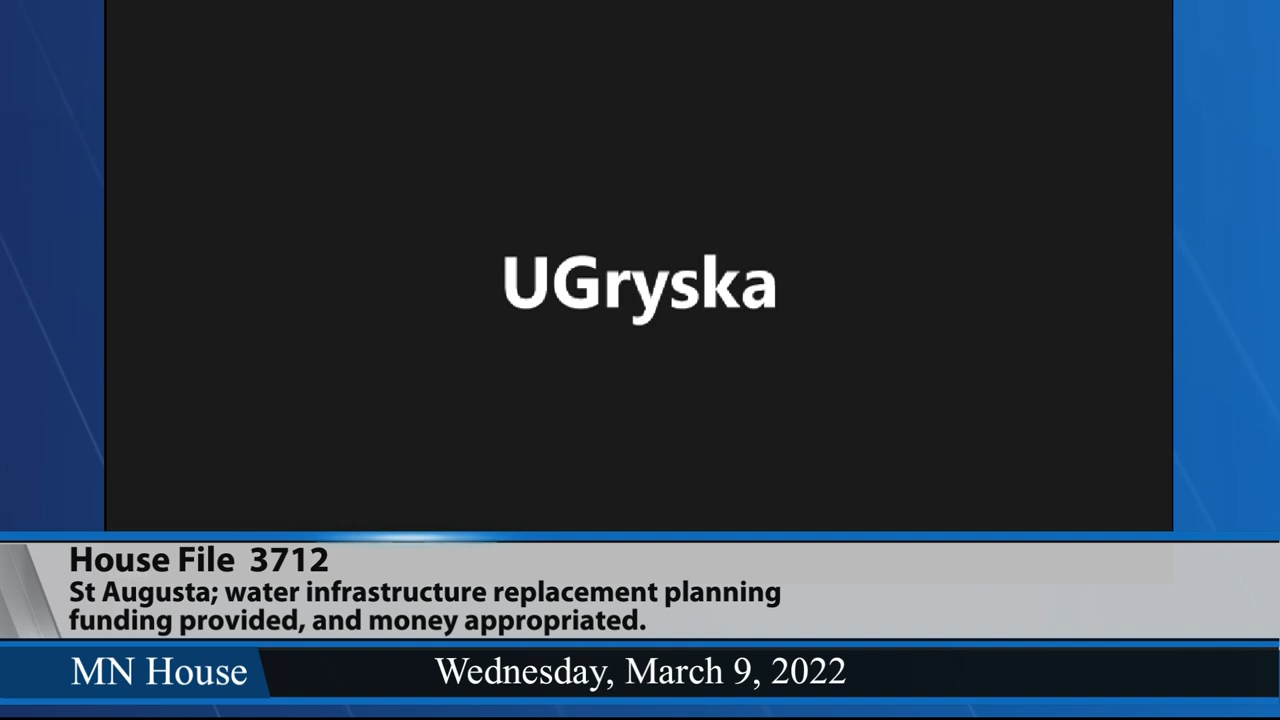 UGryska
House File 3712
St Augusta; water infrastructure replacement planning
funding provided, and money appropriated.
MN House
Wednesday, March 9, 2022